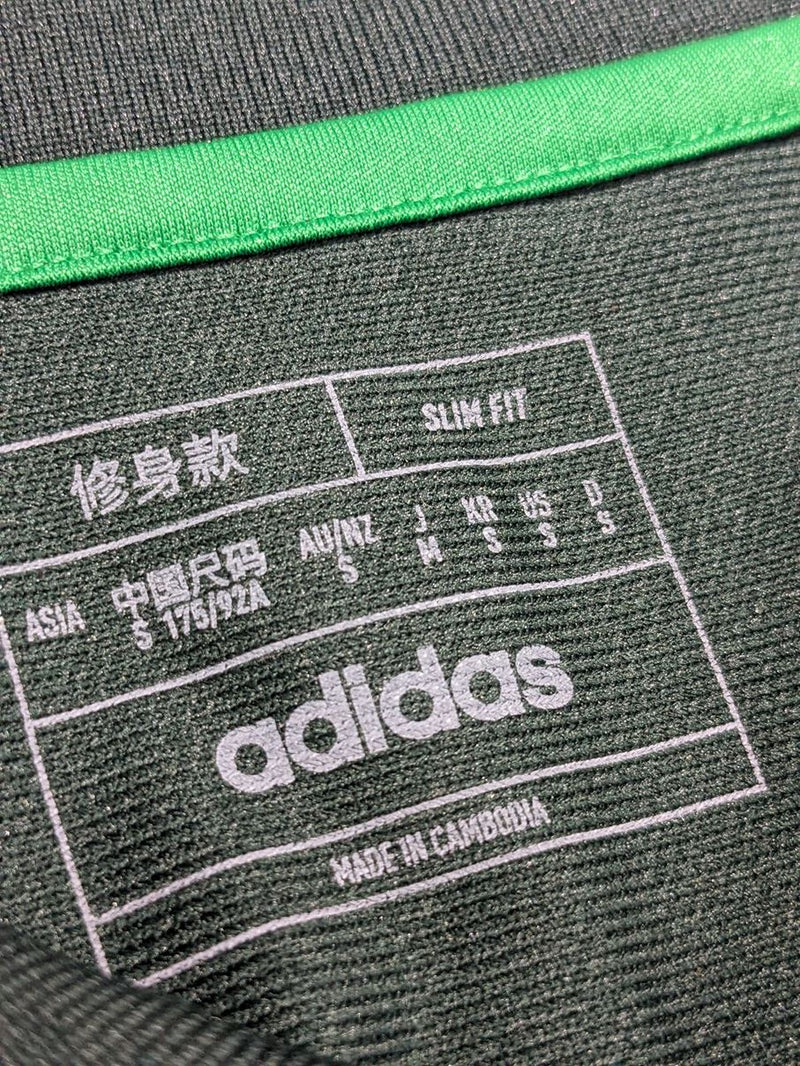 修身款 SLIM FIT
ASIA 中国尺码 AU/NZ J KR US D
S 175/92A S M S S S
adidas
MADE IN CAMBODIA